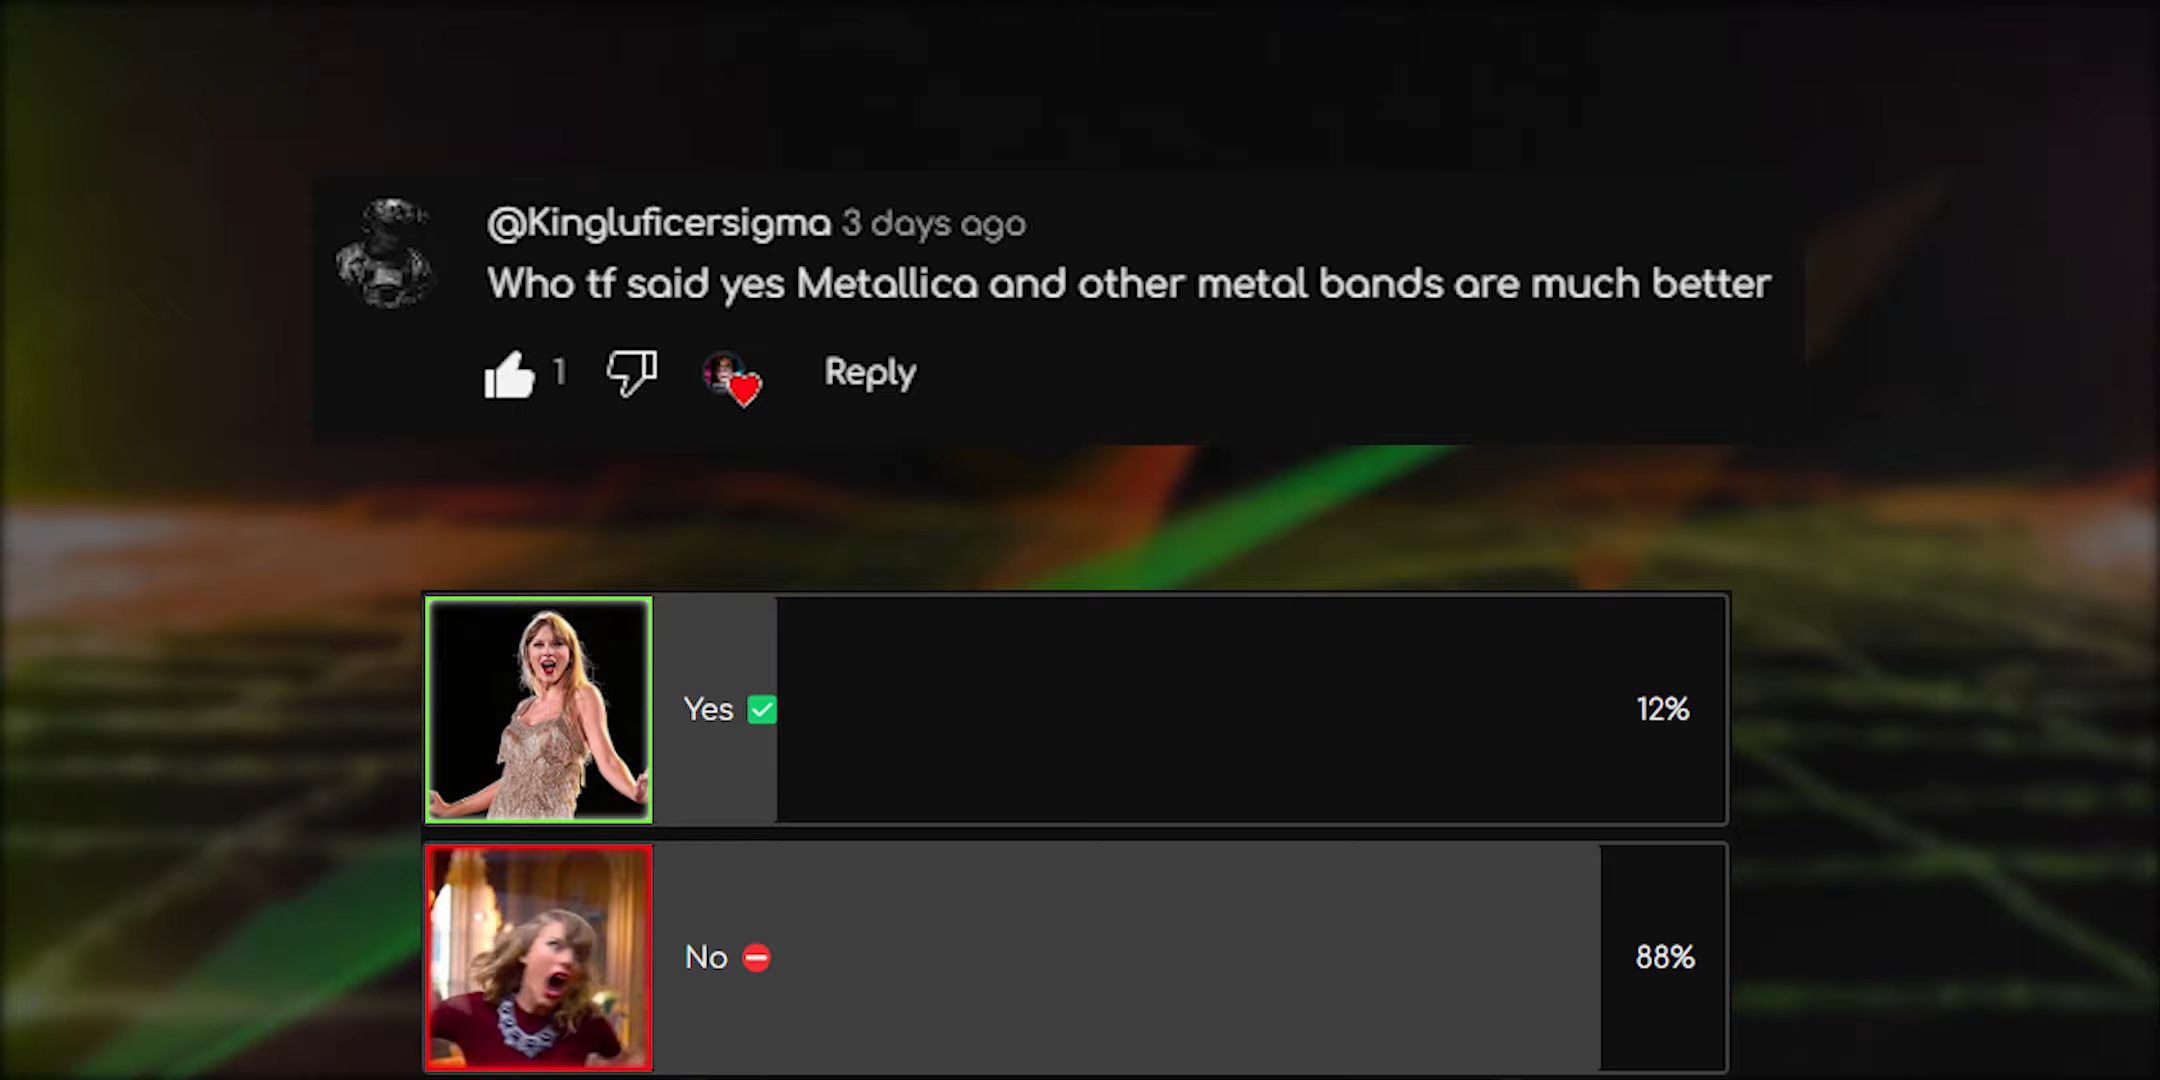 @Kingluficersigma 3 days ago
Who tf said yes Metallica and other metal bands are much better
1 Reply
Yes ✅ 12%
No ⛔ 88%